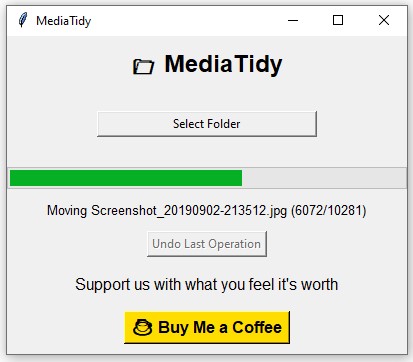 MediaTidy
MediaTidy
Select Folder
Moving Screenshot_20190902-213512.jpg (6072/10281)
Undo Last Operation
Support us with what you feel it's worth
Buy Me a Coffee